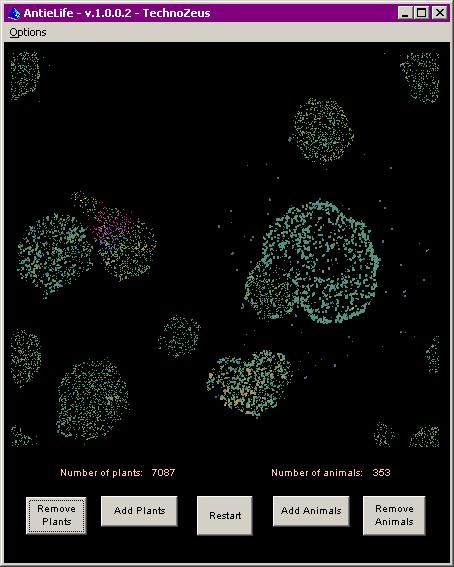 AntieLife - v.1.0.0.2 - TechnoZeus
Options
Number of plants: 7087 Number of animals: 353
Remove Plants
Add Plants
Restart
Add Animals
Remove Animals